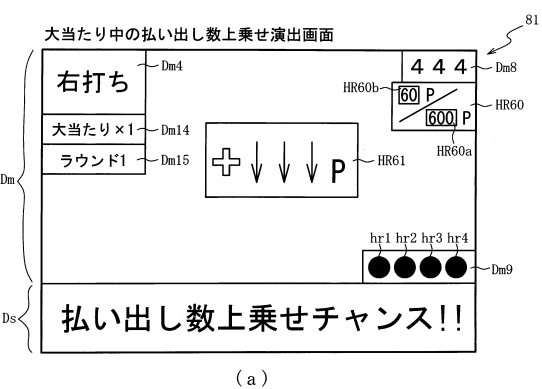 大当たり中の払い出し数上乗せ演出画面
81
右打ち
Dm4
4 4 4
Dm8
HR60b
60 P
HR60
600 P
HR60a
大当たり×1
Dm14
ラウンド1
Dm15
Dm
+ ↓ ↓ ↓ P
HR61
hr1 hr2 hr3 hr4
Dm9
Ds
払い出し数上乗せチャンス!!
(a)